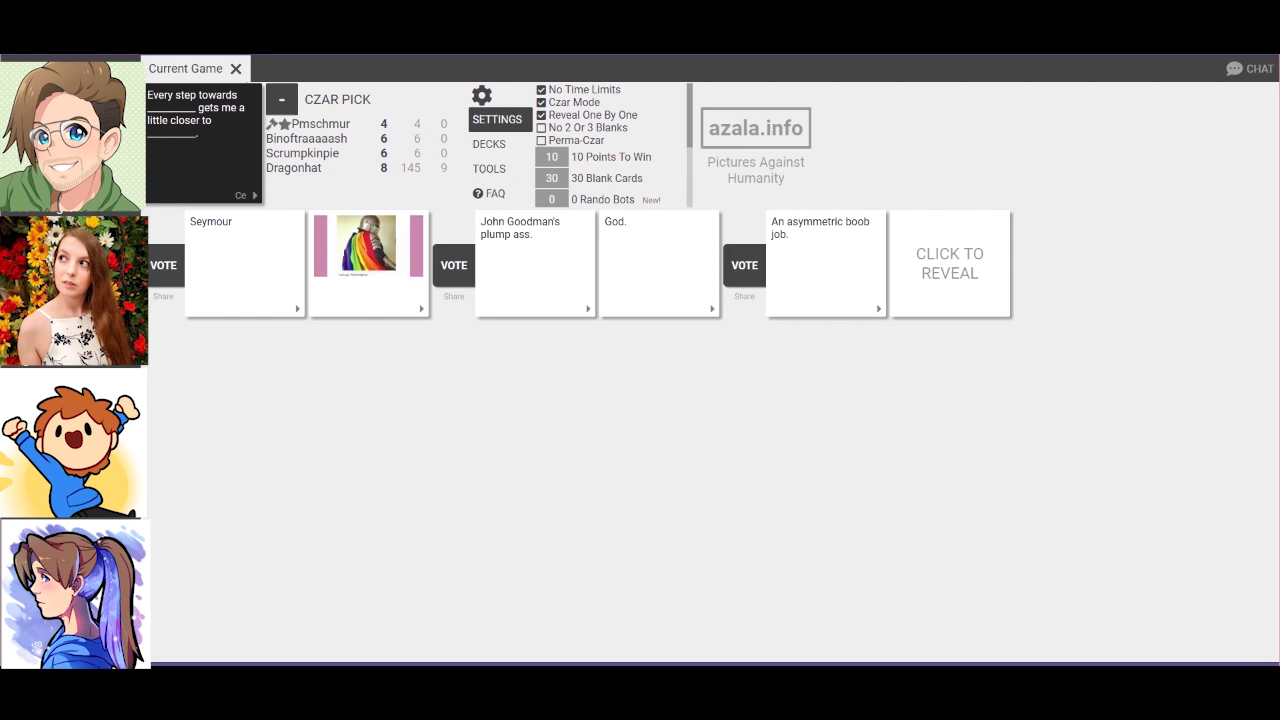 Current Game
CHAT
Every step towards
________ gets me a
little closer to
________.
Ce
-
CZAR PICK
Pmschmur 4 4 0
Binoftraaaaash 6 6 0
Scrumpkinpie 6 6 0
Dragonhat 8 145 9
SETTINGS
DECKS
TOOLS
FAQ
No Time Limits
Czar Mode
Reveal One By One
No 2 Or 3 Blanks
Perma-Czar
10 10 Points To Win
30 30 Blank Cards
0 0 Rando Bots New!
azala.info
Pictures Against
Humanity
VOTE
Share
Seymour
VOTE
Share
John Goodman's
plump ass.
God.
VOTE
Share
An asymmetric boob
job.
CLICK TO
REVEAL